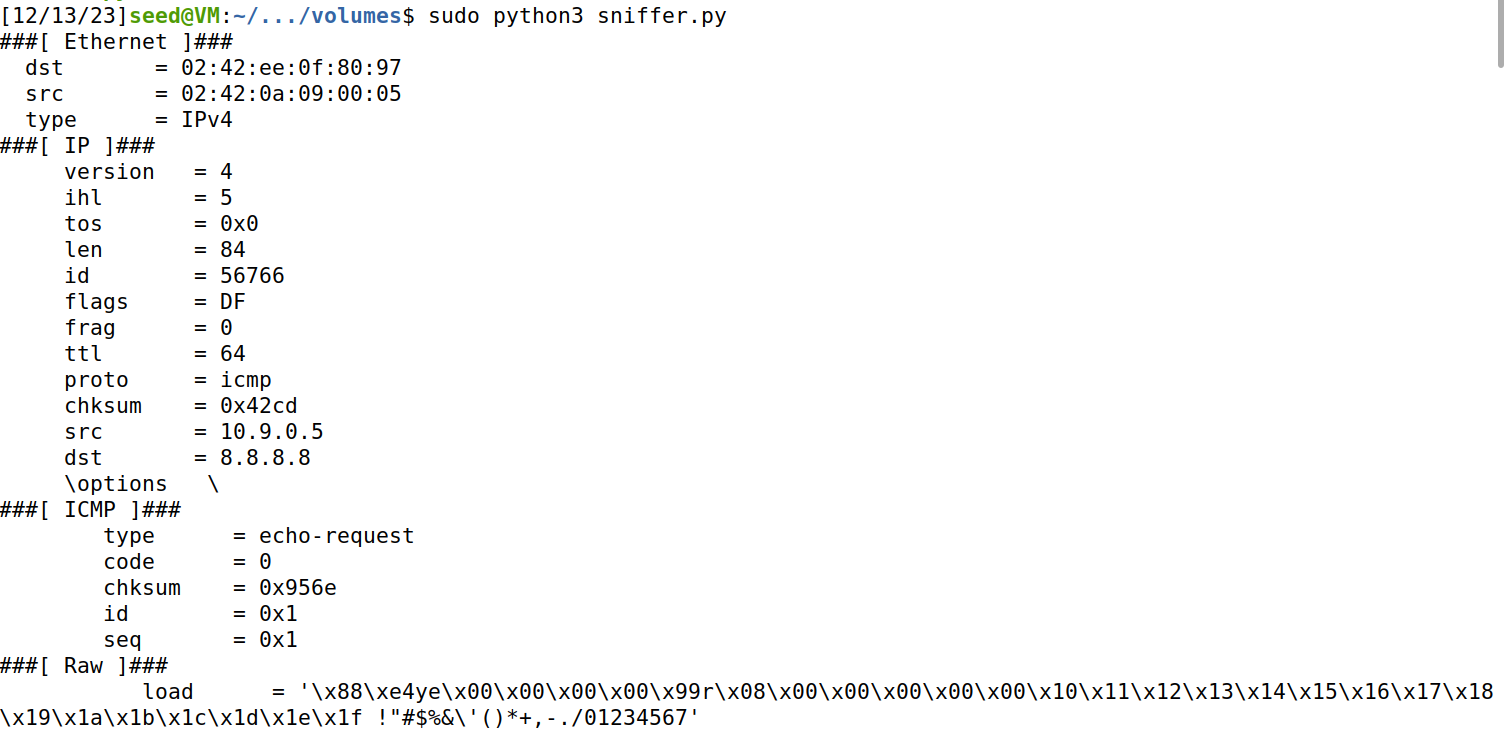 [12/13/23]seed@VM:~/.../volumes$ sudo python3 sniffer.py
###[ Ethernet ]###
  dst       = 02:42:ee:0f:80:97
  src       = 02:42:0a:09:00:05
  type      = IPv4
###[ IP ]###
     version   = 4
     ihl       = 5
     tos       = 0x0
     len       = 84
     id        = 56766
     flags     = DF
     frag      = 0
     ttl       = 64
     proto     = icmp
     chksum    = 0x42cd
     src       = 10.9.0.5
     dst       = 8.8.8.8
     \options   \
###[ ICMP ]###
        type      = echo-request
        code      = 0
        chksum    = 0x956e
        id        = 0x1
        seq       = 0x1
###[ Raw ]###
           load      = '\x88\xe4ye\x00\x00\x00\x00\x99r\x08\x00\x00\x00\x00\x00\x10\x11\x12\x13\x14\x15\x16\x17\x18
\x19\x1a\x1b\x1c\x1d\x1e\x1f !"#$%&\'()*+,-./01234567'